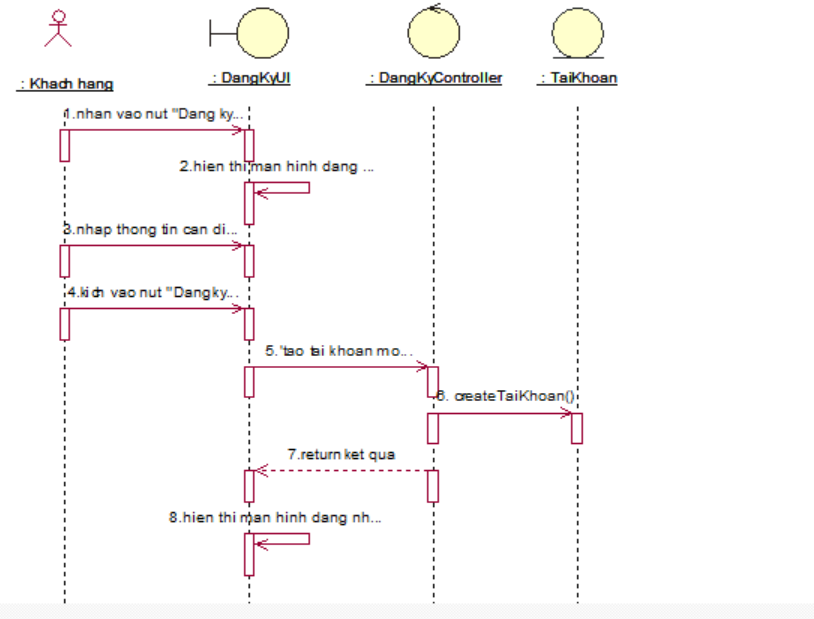 : Khach hang
: DangKyUI
: DangKyController
: TaiKhoan
1.nhan vao nut "Dang ky...
2.hien thi man hinh dang ...
3.nhap thong tin can di...
4.kich vao nut "Dangky...
5.'tao tai khoan mo...
6. createTaiKhoan()
7.return ket qua
8.hien thi man hinh dang nh...